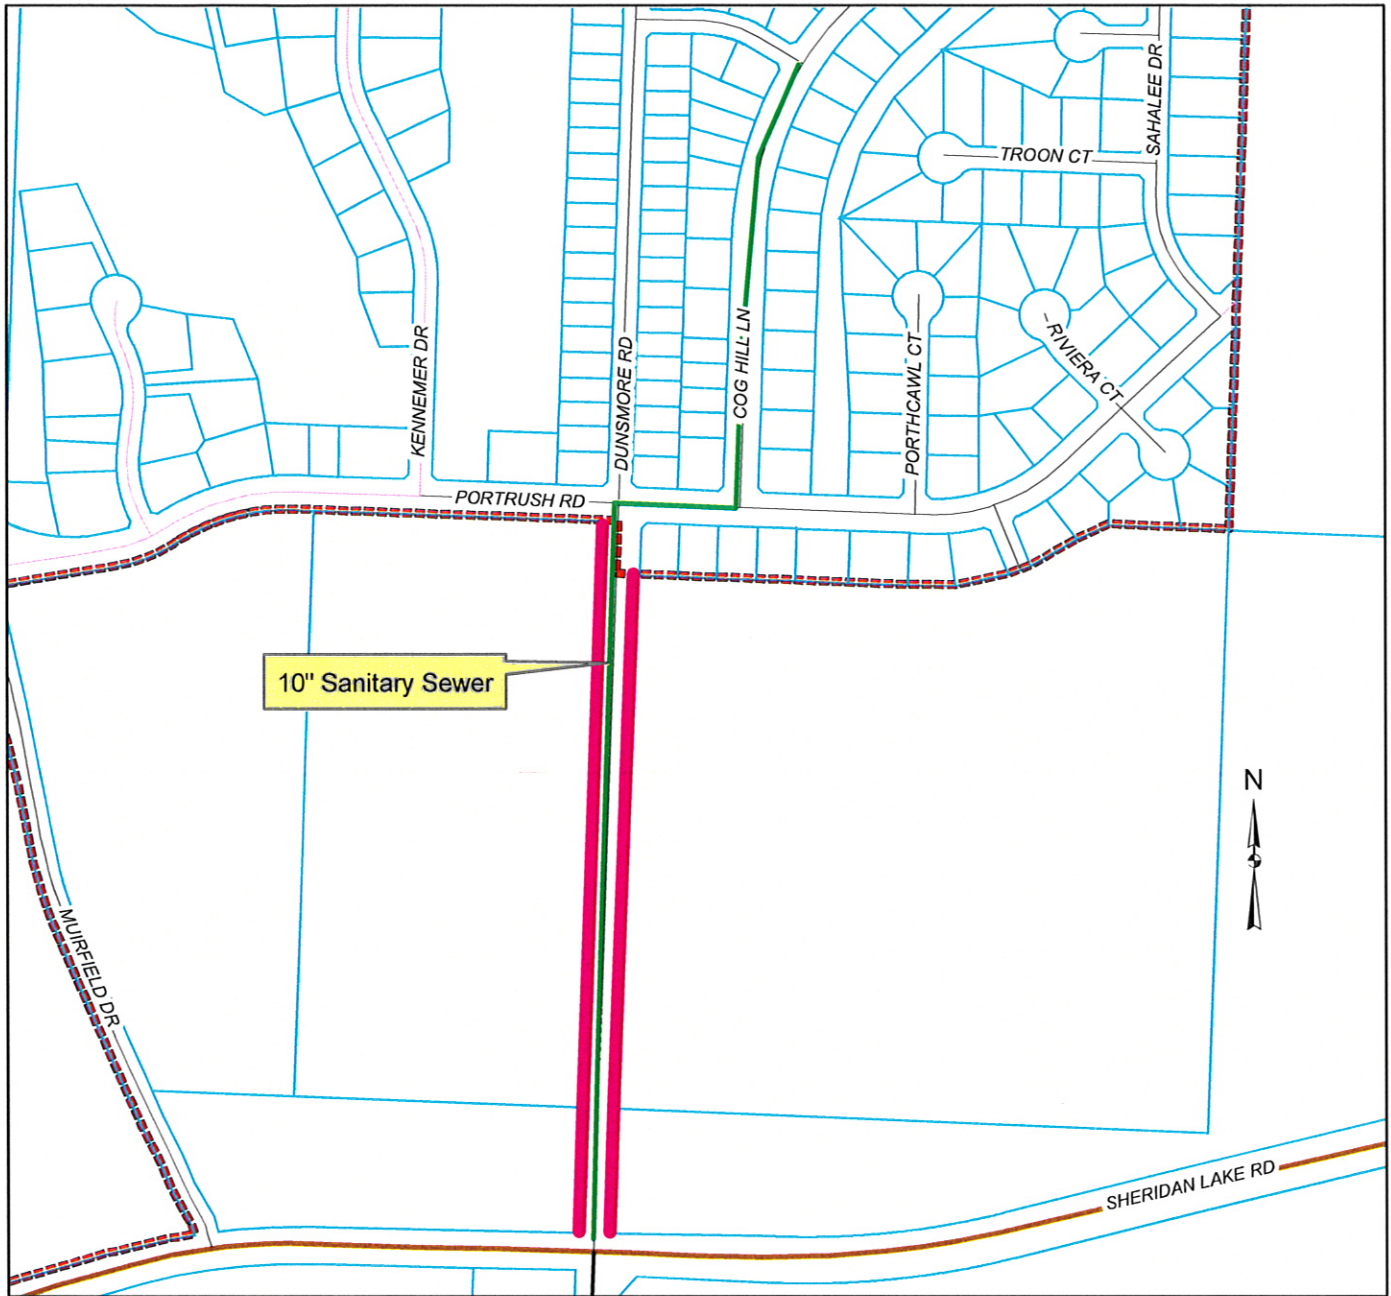 SAHALEE DR
TROON CT
KENNEMER DR
DUNSMORE RD
COG HILL LN
PORTHCAWL CT
RIVIERA CT
PORTRUSH RD
10" Sanitary Sewer
N
MUIRFIELD DR
SHERIDAN LAKE RD